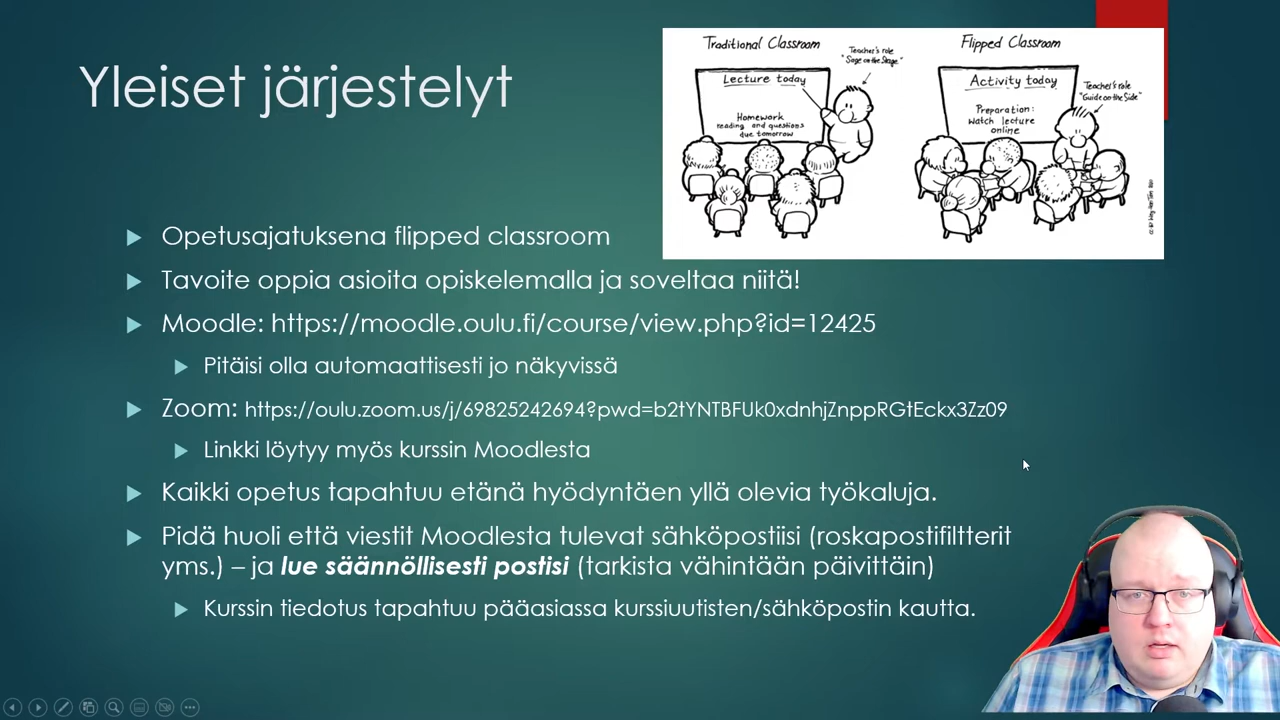 Yleiset järjestelyt
Traditional Classroom
Teacher's role
"Sage on the Stage"
Lecture today
Homework
reading and questions
due tomorrow
Flipped Classroom
Activity today
Teacher's role
"Guide on the Side"
Preparation:
watch lecture
online
Opetusajatuksena flipped classroom
Tavoite oppia asioita opiskelemalla ja soveltaa niitä!
Moodle: https://moodle.oulu.fi/course/view.php?id=12425
Pitäisi olla automaattisesti jo näkyvissä
Zoom: https://oulu.zoom.us/j/69825242694?pwd=b2tYNTBFUk0xdnhjZnppRGtEckx3Zz09
Linkki löytyy myös kurssin Moodlesta
Kaikki opetus tapahtuu etänä hyödyntäen yllä olevia työkaluja.
Pidä huoli että viestit Moodlesta tulevat sähköpostiisi (roskapostifiltterit
yms.) – ja lue säännöllisesti postisi (tarkista vähintään päivittäin)
Kurssin tiedotus tapahtuu pääasiassa kurssiuutisten/sähköpostin kautta.